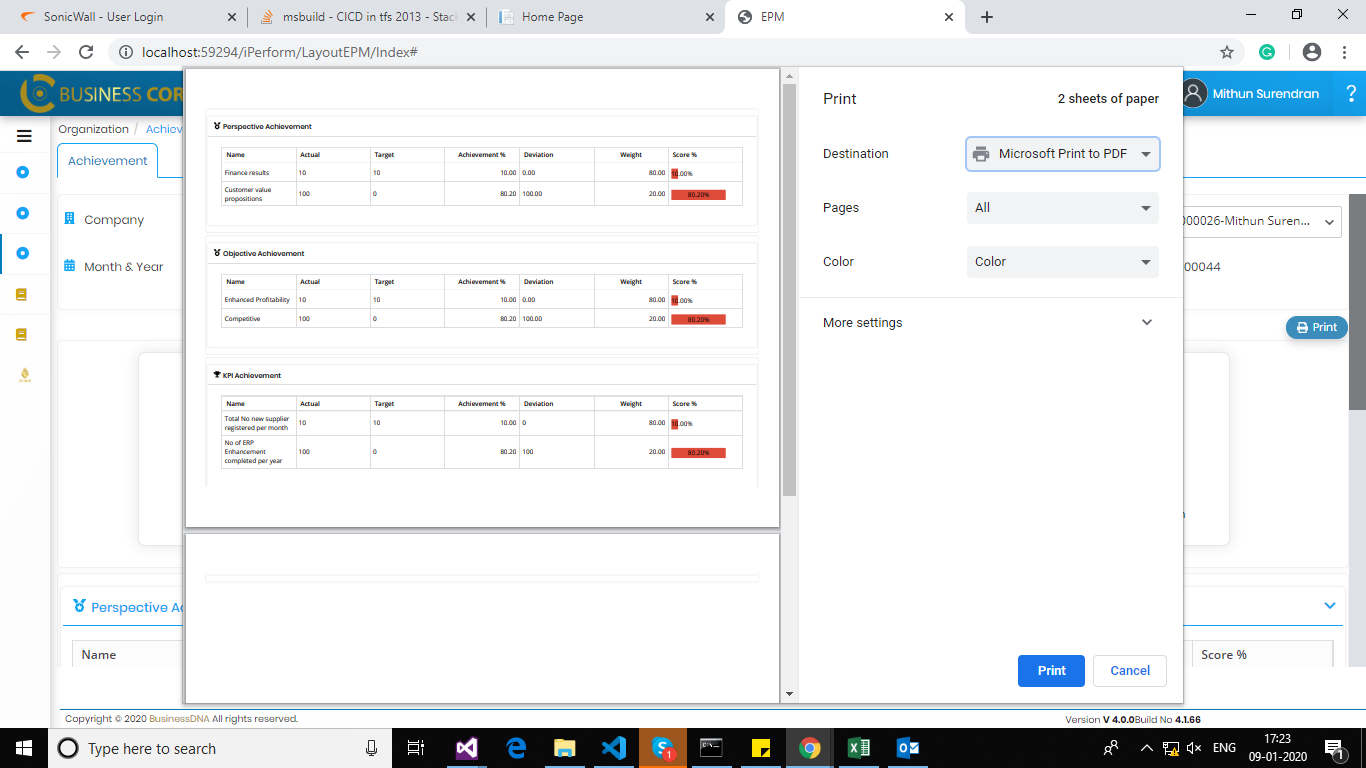 SonicWall - User Login
msbuild - CICD in tfs 2013 - Stac
Home Page
EPM
localhost:59294/iPerform/LayoutEPM/Index#
BUSINESS COR
Mithun Surendran
?
Organization / Achiev
Achievement
Company
000026-Mithun Suren...
Month & Year
00044
Print
Perspective Ac
Name
Score %
Perspective Achievement
Name Actual Target Achievement % Deviation Weight Score %
Finance results 10 10 10.00 0.00 80.00 10.00%
Customer value
propositions 100 0 80.20 100.00 20.00 80.20%
Objective Achievement
Name Actual Target Achievement % Deviation Weight Score %
Enhanced Profitability 10 10 10.00 0.00 80.00 10.00%
Competitive 100 0 80.20 100.00 20.00 80.20%
KPI Achievement
Name Actual Target Achievement % Deviation Weight Score %
Total No new supplier
registered per month 10 10 10.00 0 80.00 10.00%
No of ERP
Enhancement
completed per year 100 0 80.20 100 20.00 80.20%
Print 2 sheets of paper
Destination Microsoft Print to PDF
Pages All
Color Color
More settings
Print Cancel
Copyright © 2020 BusinessDNA All rights reserved.
Version V 4.0.0Build No 4.1.66
Type here to search
ENG
17:23
09-01-2020
1
1